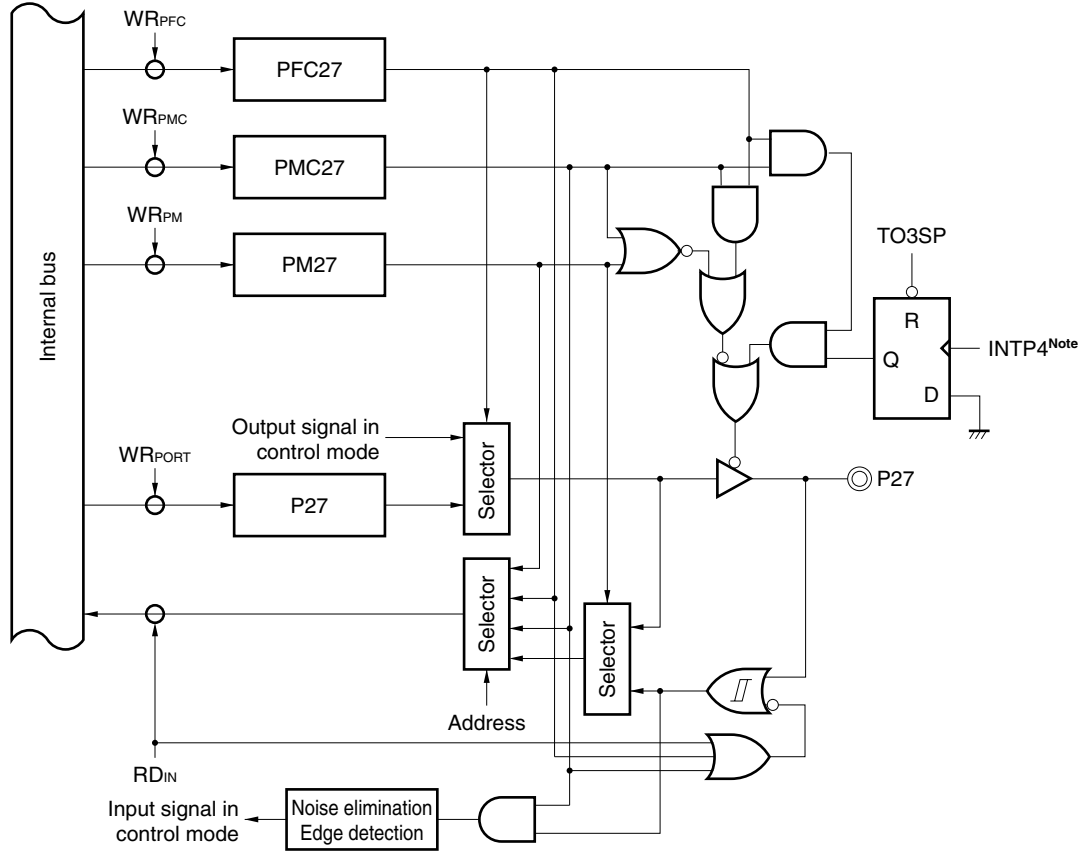 WRPFC
PFC27
WRPMC
PMC27
WRPM
PM27
Internal bus
TO3SP
R
INTP4Note
Q
D
Output signal in
control mode
Selector
WRPORT
P27
P27
Selector
Selector
Address
RDIN
Input signal in
control mode
Noise elimination
Edge detection